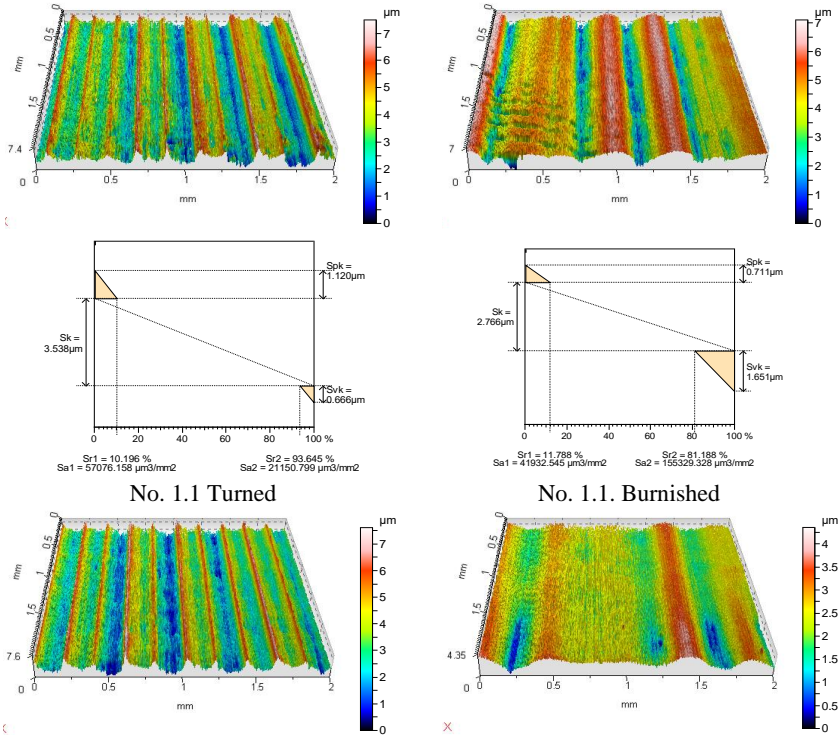 µm
7
6
5
4
3
2
1
0
0
0.5
1
1.5
mm
7.4
0
0
0.5
1
1.5
2
mm
µm
7
6
5
4
3
2
1
0
0
0.5
1
1.5
mm
7
0
0
0.5
1
1.5
2
mm
Spk =
1.120µm
Sk =
3.538µm
Svk =
0.666µm
0 20 40 60 80 100 %
Sr1 = 10.196 % Sr2 = 93.645 %
Sa1 = 57076.158 µm3/mm2 Sa2 = 21150.799 µm3/mm2
No. 1.1 Turned
Spk =
0.711µm
Sk =
2.766µm
Svk =
1.651µm
0 20 40 60 80 100 %
Sr1 = 11.788 % Sr2 = 81.188 %
Sa1 = 41932.545 µm3/mm2 Sa2 = 155329.328 µm3/mm2
No. 1.1. Burnished
µm
7
6
5
4
3
2
1
0
0
0.5
1
1.5
mm
7.6
0
0
0.5
1
1.5
2
mm
µm
4
3.5
3
2.5
2
1.5
1
0.5
0
0
0.5
1
1.5
mm
4.35
0
0
0.5
1
1.5
2
mm
X